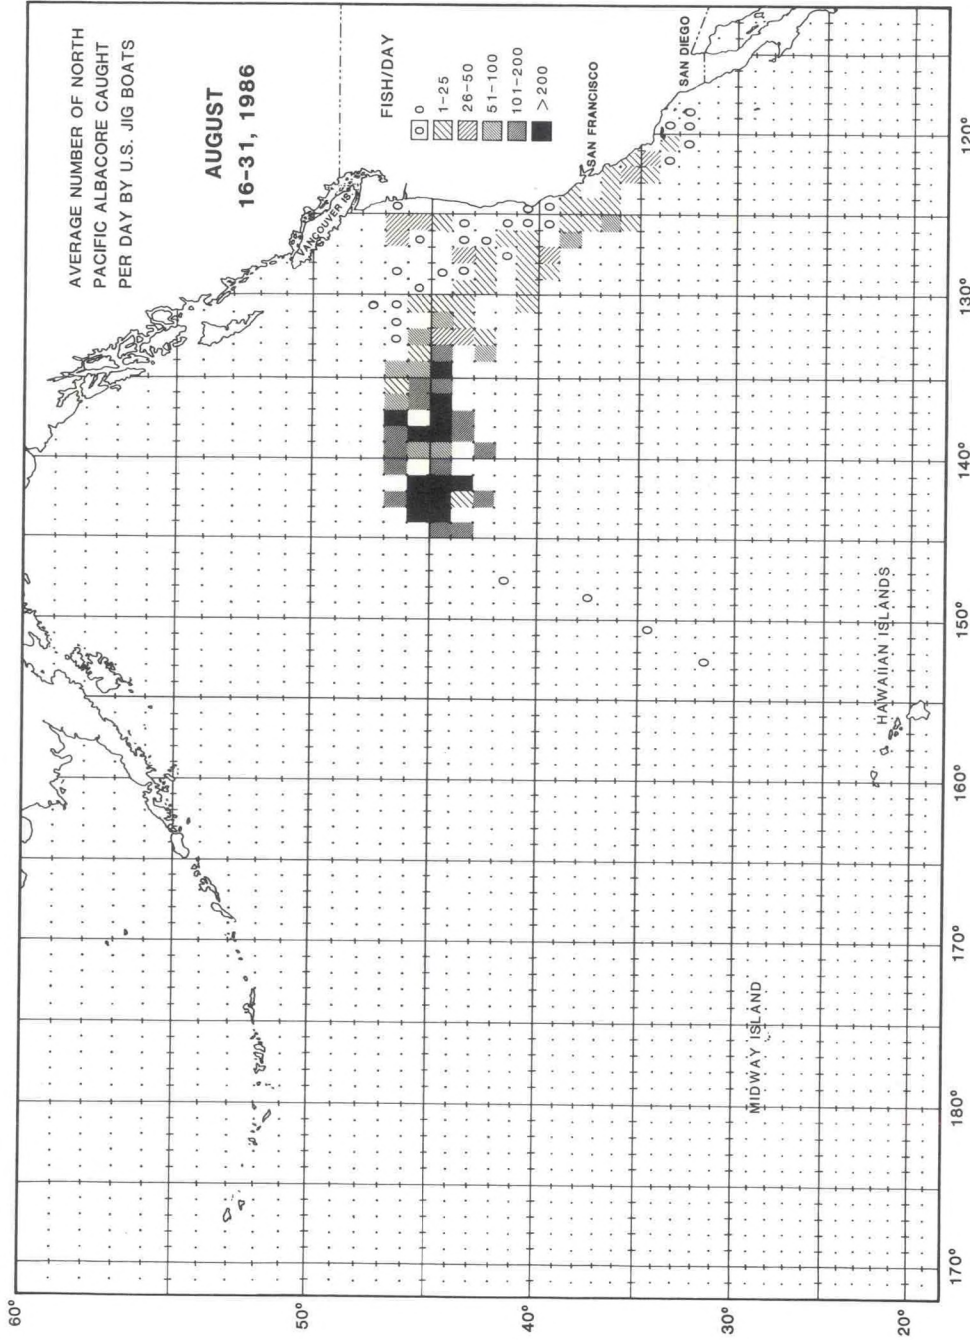 AVERAGE NUMBER OF NORTH
PACIFIC ALBACORE CAUGHT
PER DAY BY U.S. JIG BOATS
AUGUST
16-31, 1986
FISH/DAY
0
1-25
26-50
51-100
101-200
>200
VANCOUVER IS.
SAN FRANCISCO
SAN DIEGO
HAWAIIAN ISLANDS
MIDWAY ISLAND
60°
50°
40°
30°
20°
170°
180°
170°
160°
150°
140°
130°
120°